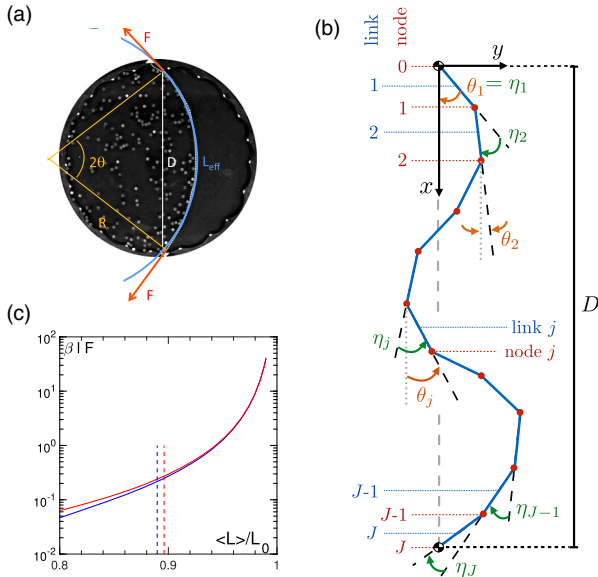 (a)
F
2θ
D
L_eff
R
F
(b)
link
node
0
y
1
θ_1 = η_1
1
2
η_2
2
x
θ_2
D
link j
η_j
node j
θ_j
J-1
J-1
η_{J-1}
J
J
η_J
(c)
β l F
10^2
10^1
10^0
10^-1
10^-2
0.8
0.9
1
<L>/L_0